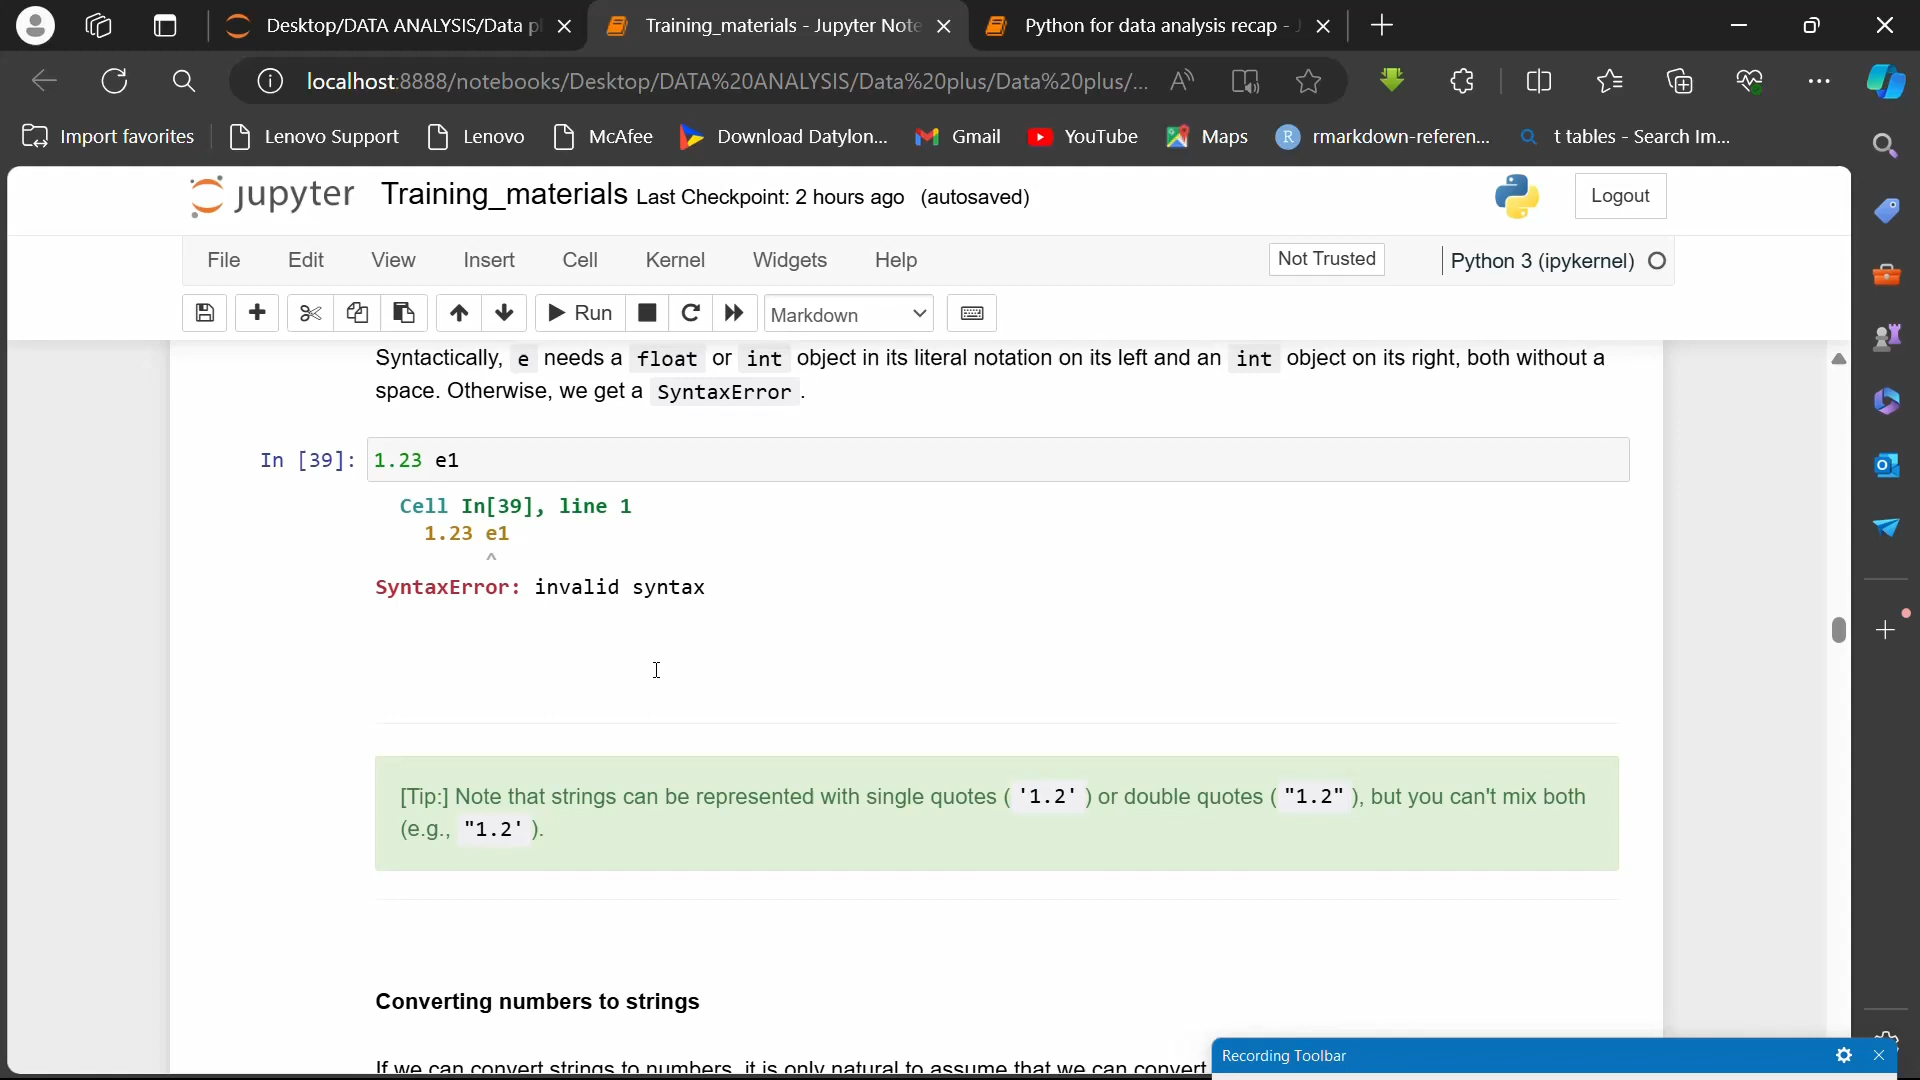 Desktop/DATA ANALYSIS/Data pl
Training_materials - Jupyter Note
Python for data analysis recap - J
localhost:8888/notebooks/Desktop/DATA%20ANALYSIS/Data%20plus/Data%20plus/...
Import favorites
Lenovo Support
Lenovo
McAfee
Download Datylon...
Gmail
YouTube
Maps
R
rmarkdown-referen...
t tables - Search Im...
jupyter Training_materials Last Checkpoint: 2 hours ago (autosaved)
Logout
File Edit View Insert Cell Kernel Widgets Help
Not Trusted
Python 3 (ipykernel)
Run
Markdown
Syntactically, e needs a float or int object in its literal notation on its left and an int object on its right, both without a
space. Otherwise, we get a SyntaxError .
In [39]: 1.23 e1
Cell In[39], line 1
1.23 e1
^
SyntaxError: invalid syntax
[Tip:] Note that strings can be represented with single quotes ( '1.2' ) or double quotes ( "1.2" ), but you can't mix both
(e.g., "1.2' ).
Converting numbers to strings
If we can convert strings to numbers, it is only natural to assume that we can convert
Recording Toolbar